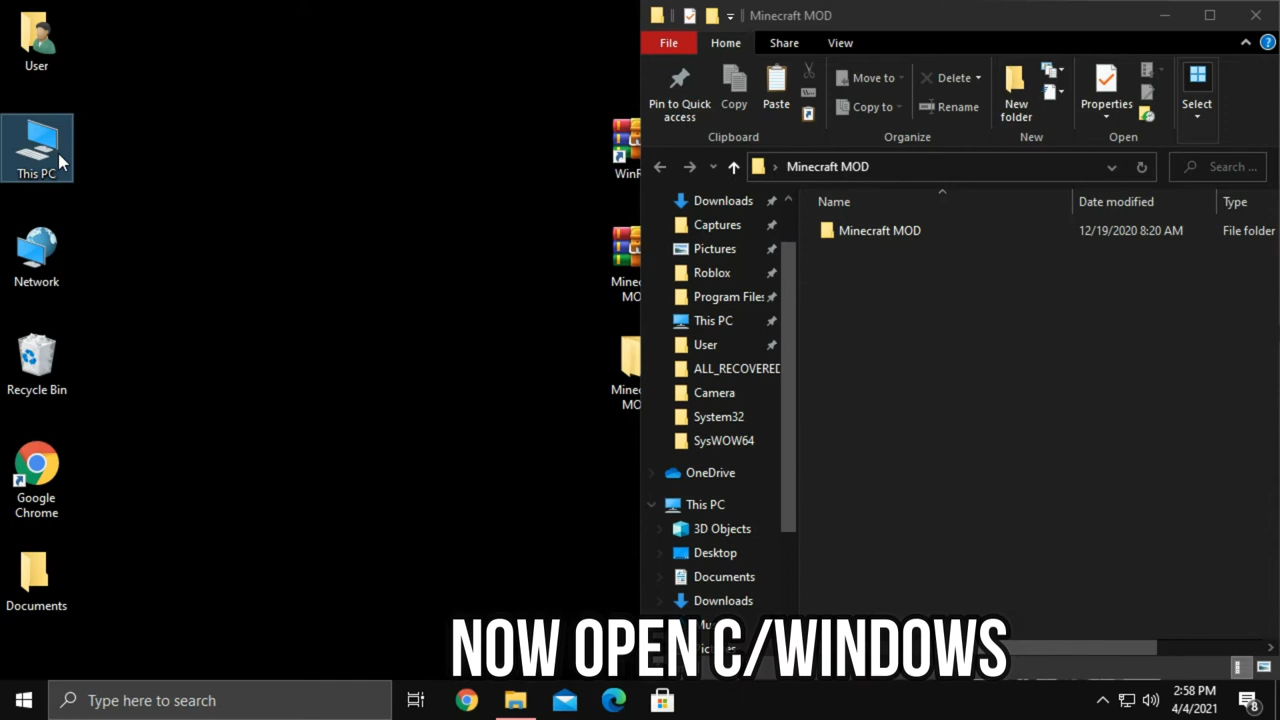 User
This PC
Network
Recycle Bin
Google
Chrome
Documents
WinR
Minec
MO
Minec
MO
Minecraft MOD
File
Home
Share
View
Pin to Quick
access
Copy
Paste
Clipboard
Move to
Copy to
Delete
Rename
Organize
New
folder
New
Properties
Open
Select
Minecraft MOD
Search ...
Downloads
Captures
Pictures
Roblox
Program Files
This PC
User
ALL_RECOVERED
Camera
System32
SysWOW64
OneDrive
This PC
3D Objects
Desktop
Documents
Downloads
Name
Date modified
Type
Minecraft MOD
12/19/2020 8:20 AM
File folder
NOW OPEN C/WINDOWS
Type here to search
2:58 PM
4/4/2021
8